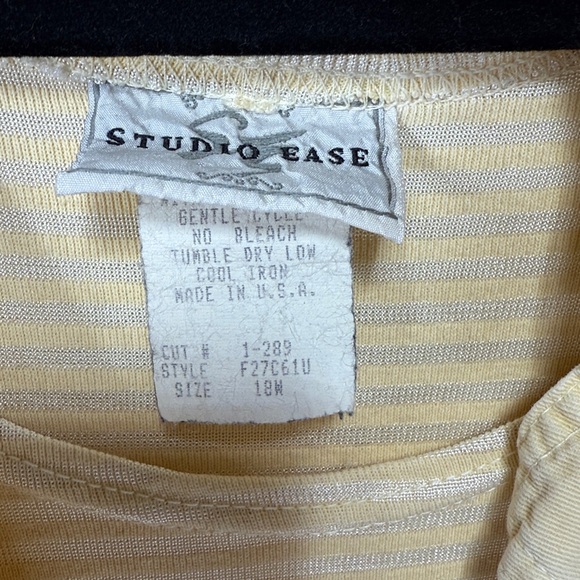 STUDIO EASE
GENTLE CYCLE
NO BLEACH
TUMBLE DRY LOW
COOL IRON
MADE IN U.S.A.
CUT # 1-289
STYLE F27C61U
SIZE 18W